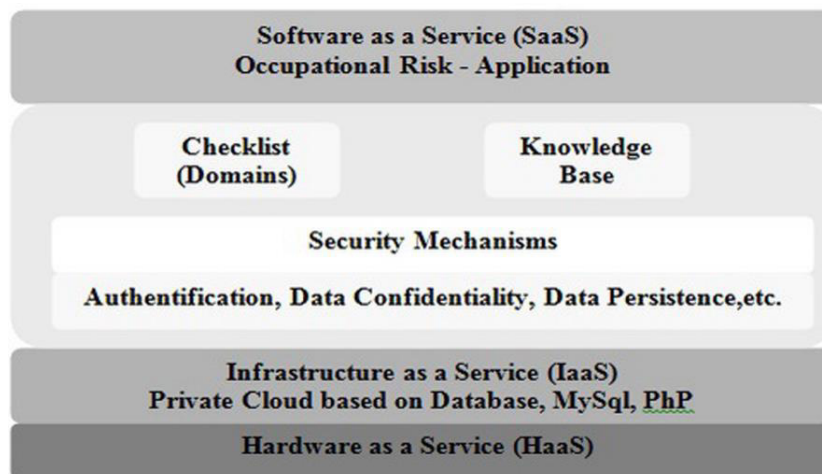 Software as a Service (SaaS)
Occupational Risk - Application
Checklist
(Domains)
Knowledge
Base
Security Mechanisms
Authentification, Data Confidentiality, Data Persistence,etc.
Infrastructure as a Service (IaaS)
Private Cloud based on Database, MySql, PhP
Hardware as a Service (HaaS)